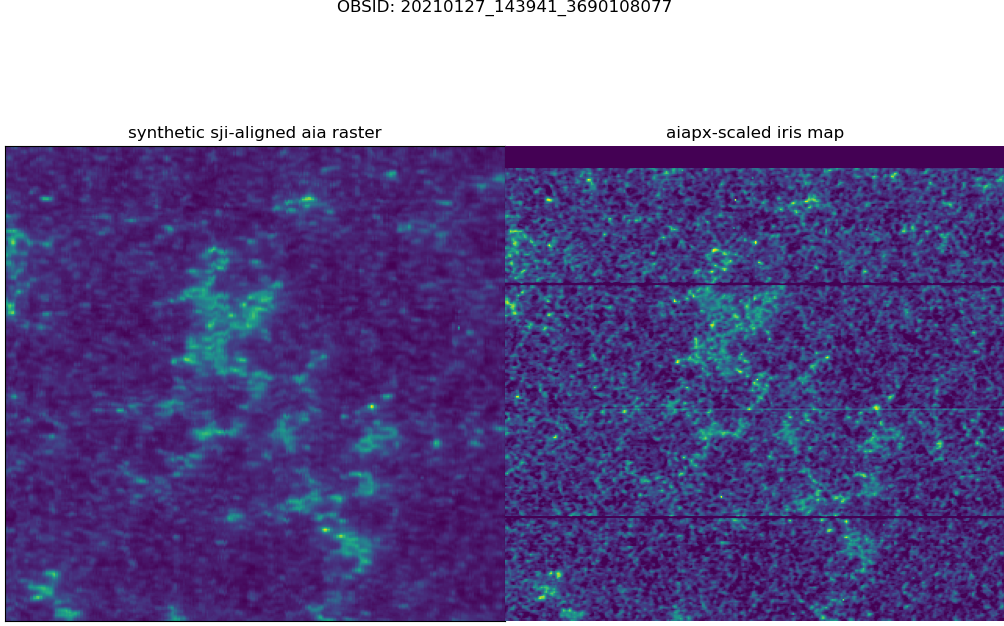 OBSID: 20210127_143941_3690108077
synthetic sji-aligned aia raster
aiapx-scaled iris map